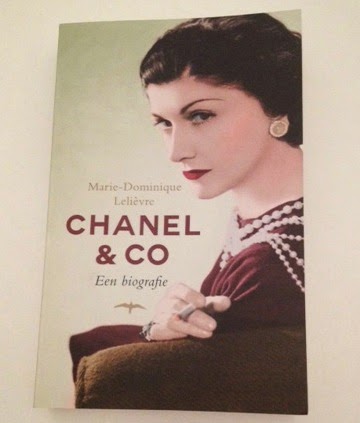 Marie-Dominique
Lelièvre
CHANEL
& CO
Een biografie